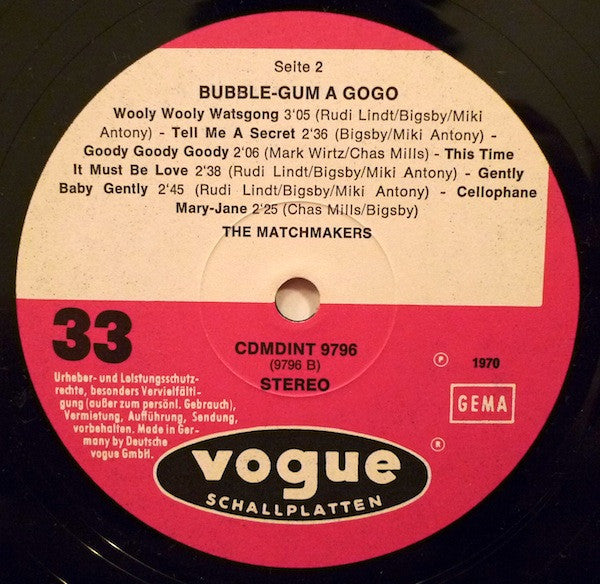 Seite 2
BUBBLE-GUM A GOGO
Wooly Wooly Watsgong 3'05 (Rudi Lindt/Bigsby/Miki
Antony) - Tell Me A Secret 2'36 (Bigsby/Miki Antony) -
Goody Goody Goody 2'06 (Mark Wirtz/Chas Mills) - This Time
It Must Be Love 2'38 (Rudi Lindt/Bigsby/Miki Antony) - Gently
Baby Gently 2'45 (Rudi Lindt/Bigsby/Miki Antony) - Cellophane
Mary-Jane 2'25 (Chas Mills/Bigsby)
THE MATCHMAKERS
33
CDMDINT 9796
(9796 B)
STEREO
Ⓟ 1970
GEMA
Urheber- und Leistungsschutz-
rechte, besonders Vervielfälti-
gung (außer zum persönl. Gebrauch),
Vermietung, Aufführung, Sendung,
vorbehalten. Made in Ger-
many by Deutsche
vogue GmbH.
®
vogue
SCHALLPLATTEN